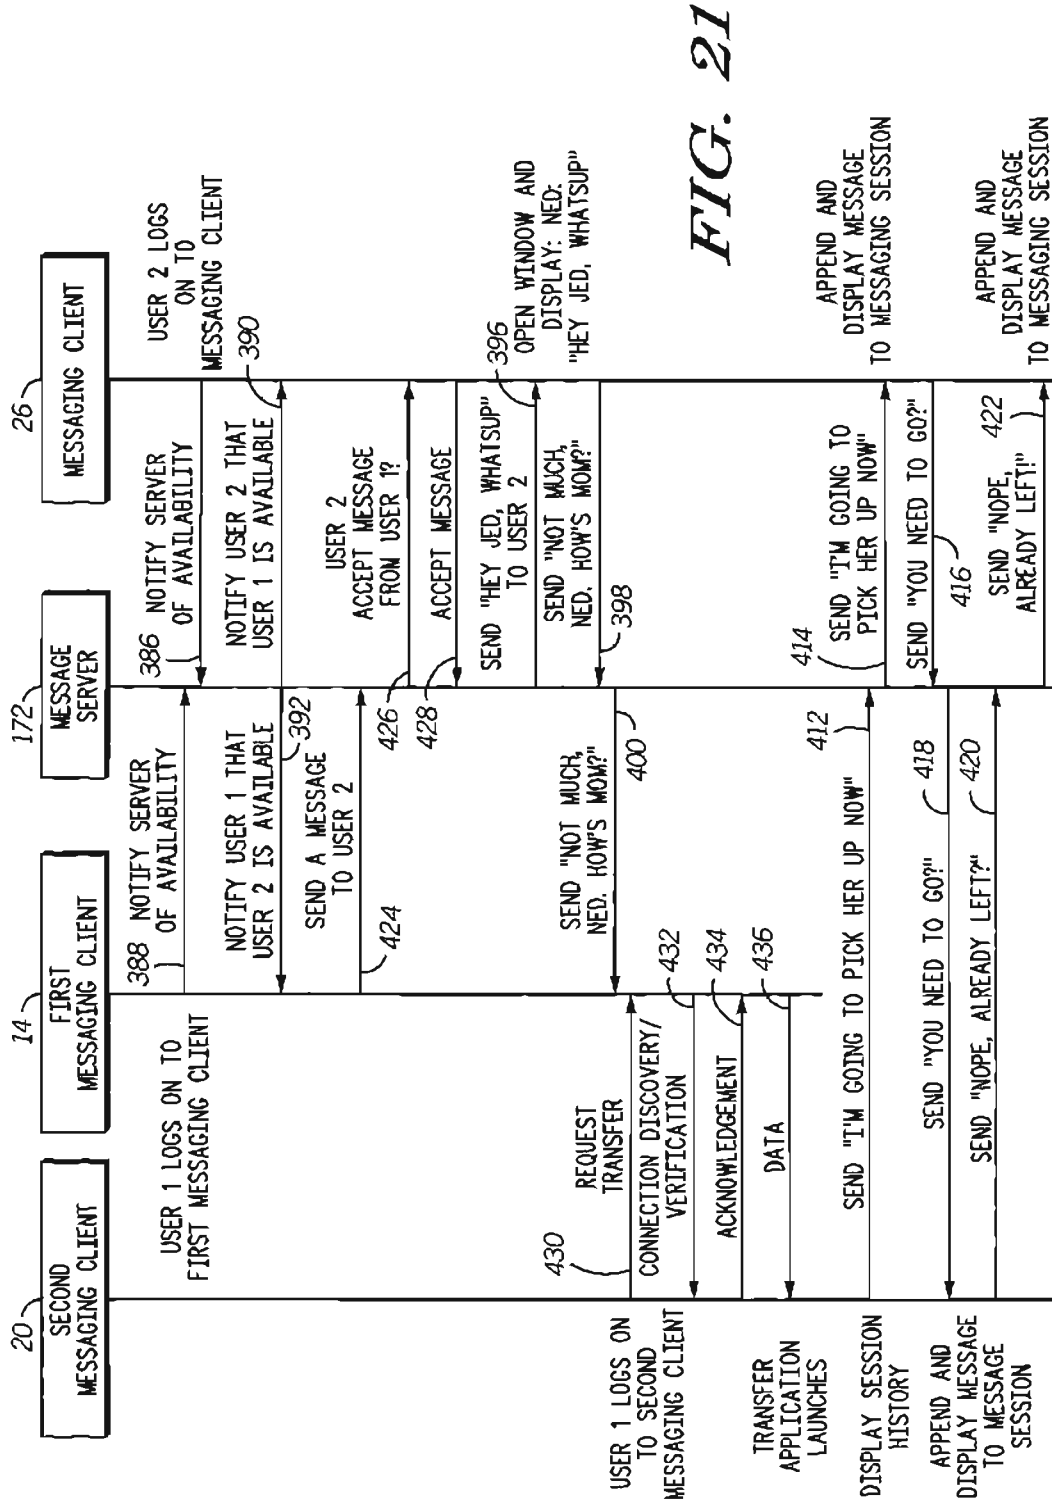 20
SECOND
MESSAGING CLIENT
14
FIRST
MESSAGING CLIENT
172
MESSAGE
SERVER
26
MESSAGING CLIENT
USER 1 LOGS ON TO
FIRST MESSAGING CLIENT
388
NOTIFY SERVER
OF AVAILABILITY
386
NOTIFY SERVER
OF AVAILABILITY
USER 2 LOGS
ON TO
MESSAGING CLIENT
NOTIFY USER 1 THAT
USER 2 IS AVAILABLE
392
NOTIFY USER 2 THAT
USER 1 IS AVAILABLE
390
SEND A MESSAGE
TO USER 2
424
USER 2
ACCEPT MESSAGE
FROM USER 1?
426
ACCEPT MESSAGE
428
SEND "HEY JED, WHATSUP"
TO USER 2
396
OPEN WINDOW AND
DISPLAY: NED:
"HEY JED, WHATSUP"
SEND "NOT MUCH,
NED. HOW'S MOM?"
398
SEND "NOT MUCH,
NED. HOW'S MOM?"
400
USER 1 LOGS ON
TO SECOND
MESSAGING CLIENT
430
REQUEST
TRANSFER
CONNECTION DISCOVERY/
VERIFICATION
432
ACKNOWLEDGEMENT
434
TRANSFER
APPLICATION
LAUNCHES
DATA
436
FIG. 21
DISPLAY SESSION
HISTORY
SEND "I'M GOING TO PICK HER UP NOW"
412
414
SEND "I'M GOING TO
PICK HER UP NOW"
APPEND AND
DISPLAY MESSAGE
TO MESSAGING SESSION
SEND "YOU NEED TO GO?"
416
APPEND AND
DISPLAY MESSAGE
TO MESSAGE
SESSION
SEND "YOU NEED TO GO?"
418
SEND "NOPE, ALREADY LEFT?"
420
SEND "NOPE,
ALREADY LEFT!"
422
APPEND AND
DISPLAY MESSAGE
TO MESSAGING SESSION